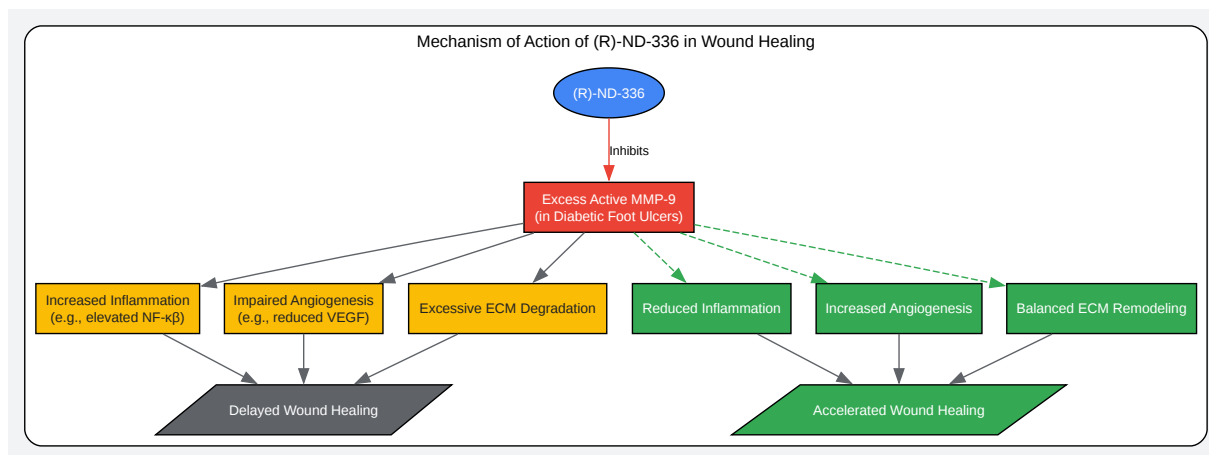 Mechanism of Action of (R)-ND-336 in Wound Healing
(R)-ND-336
Inhibits
Excess Active MMP-9
(in Diabetic Foot Ulcers)
Increased Inflammation
(e.g., elevated NF-κβ)
Impaired Angiogenesis
(e.g., reduced VEGF)
Excessive ECM Degradation
Reduced Inflammation
Increased Angiogenesis
Balanced ECM Remodeling
Delayed Wound Healing
Accelerated Wound Healing